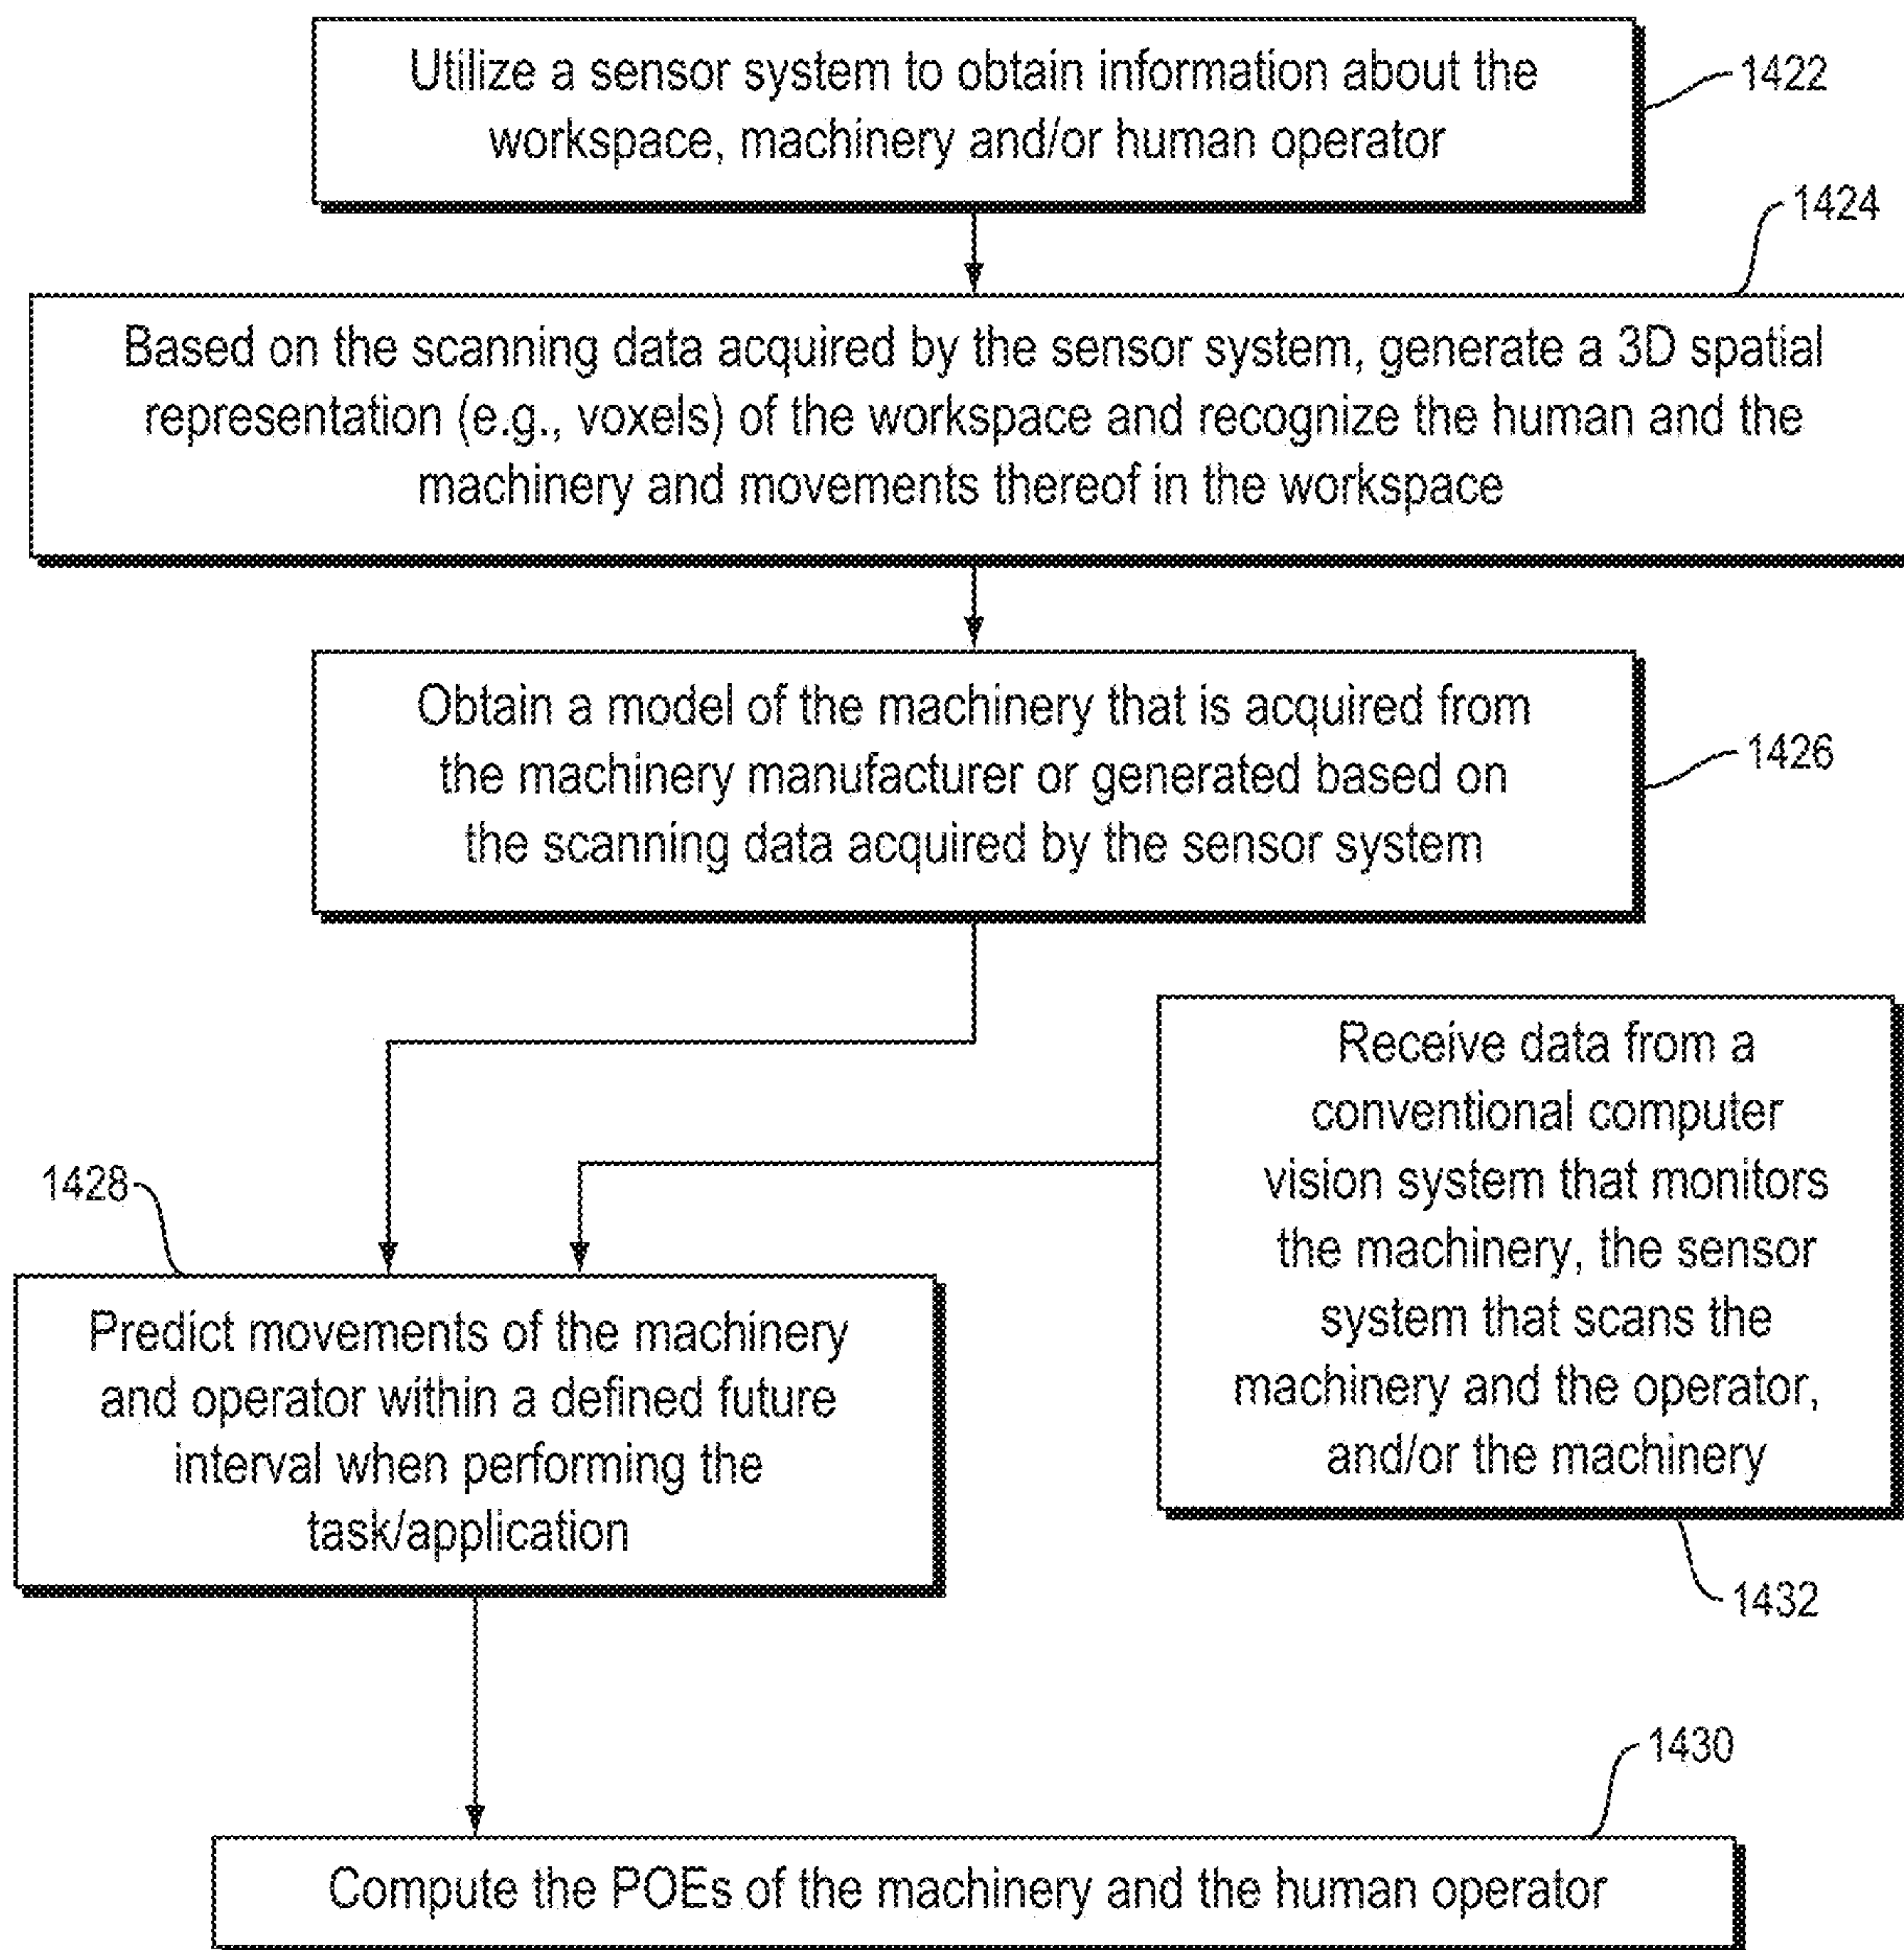 Utilize a sensor system to obtain information about the
workspace, machinery and/or human operator
1422
1424
Based on the scanning data acquired by the sensor system, generate a 3D spatial
representation (e.g., voxels) of the workspace and recognize the human and the
machinery and movements thereof in the workspace
Obtain a model of the machinery that is acquired from
the machinery manufacturer or generated based on
the scanning data acquired by the sensor system
1426
Receive data from a
conventional computer
vision system that monitors
the machinery, the sensor
system that scans the
machinery and the operator,
and/or the machinery
1432
1428
Predict movements of the machinery
and operator within a defined future
interval when performing the
task/application
1430
Compute the POEs of the machinery and the human operator